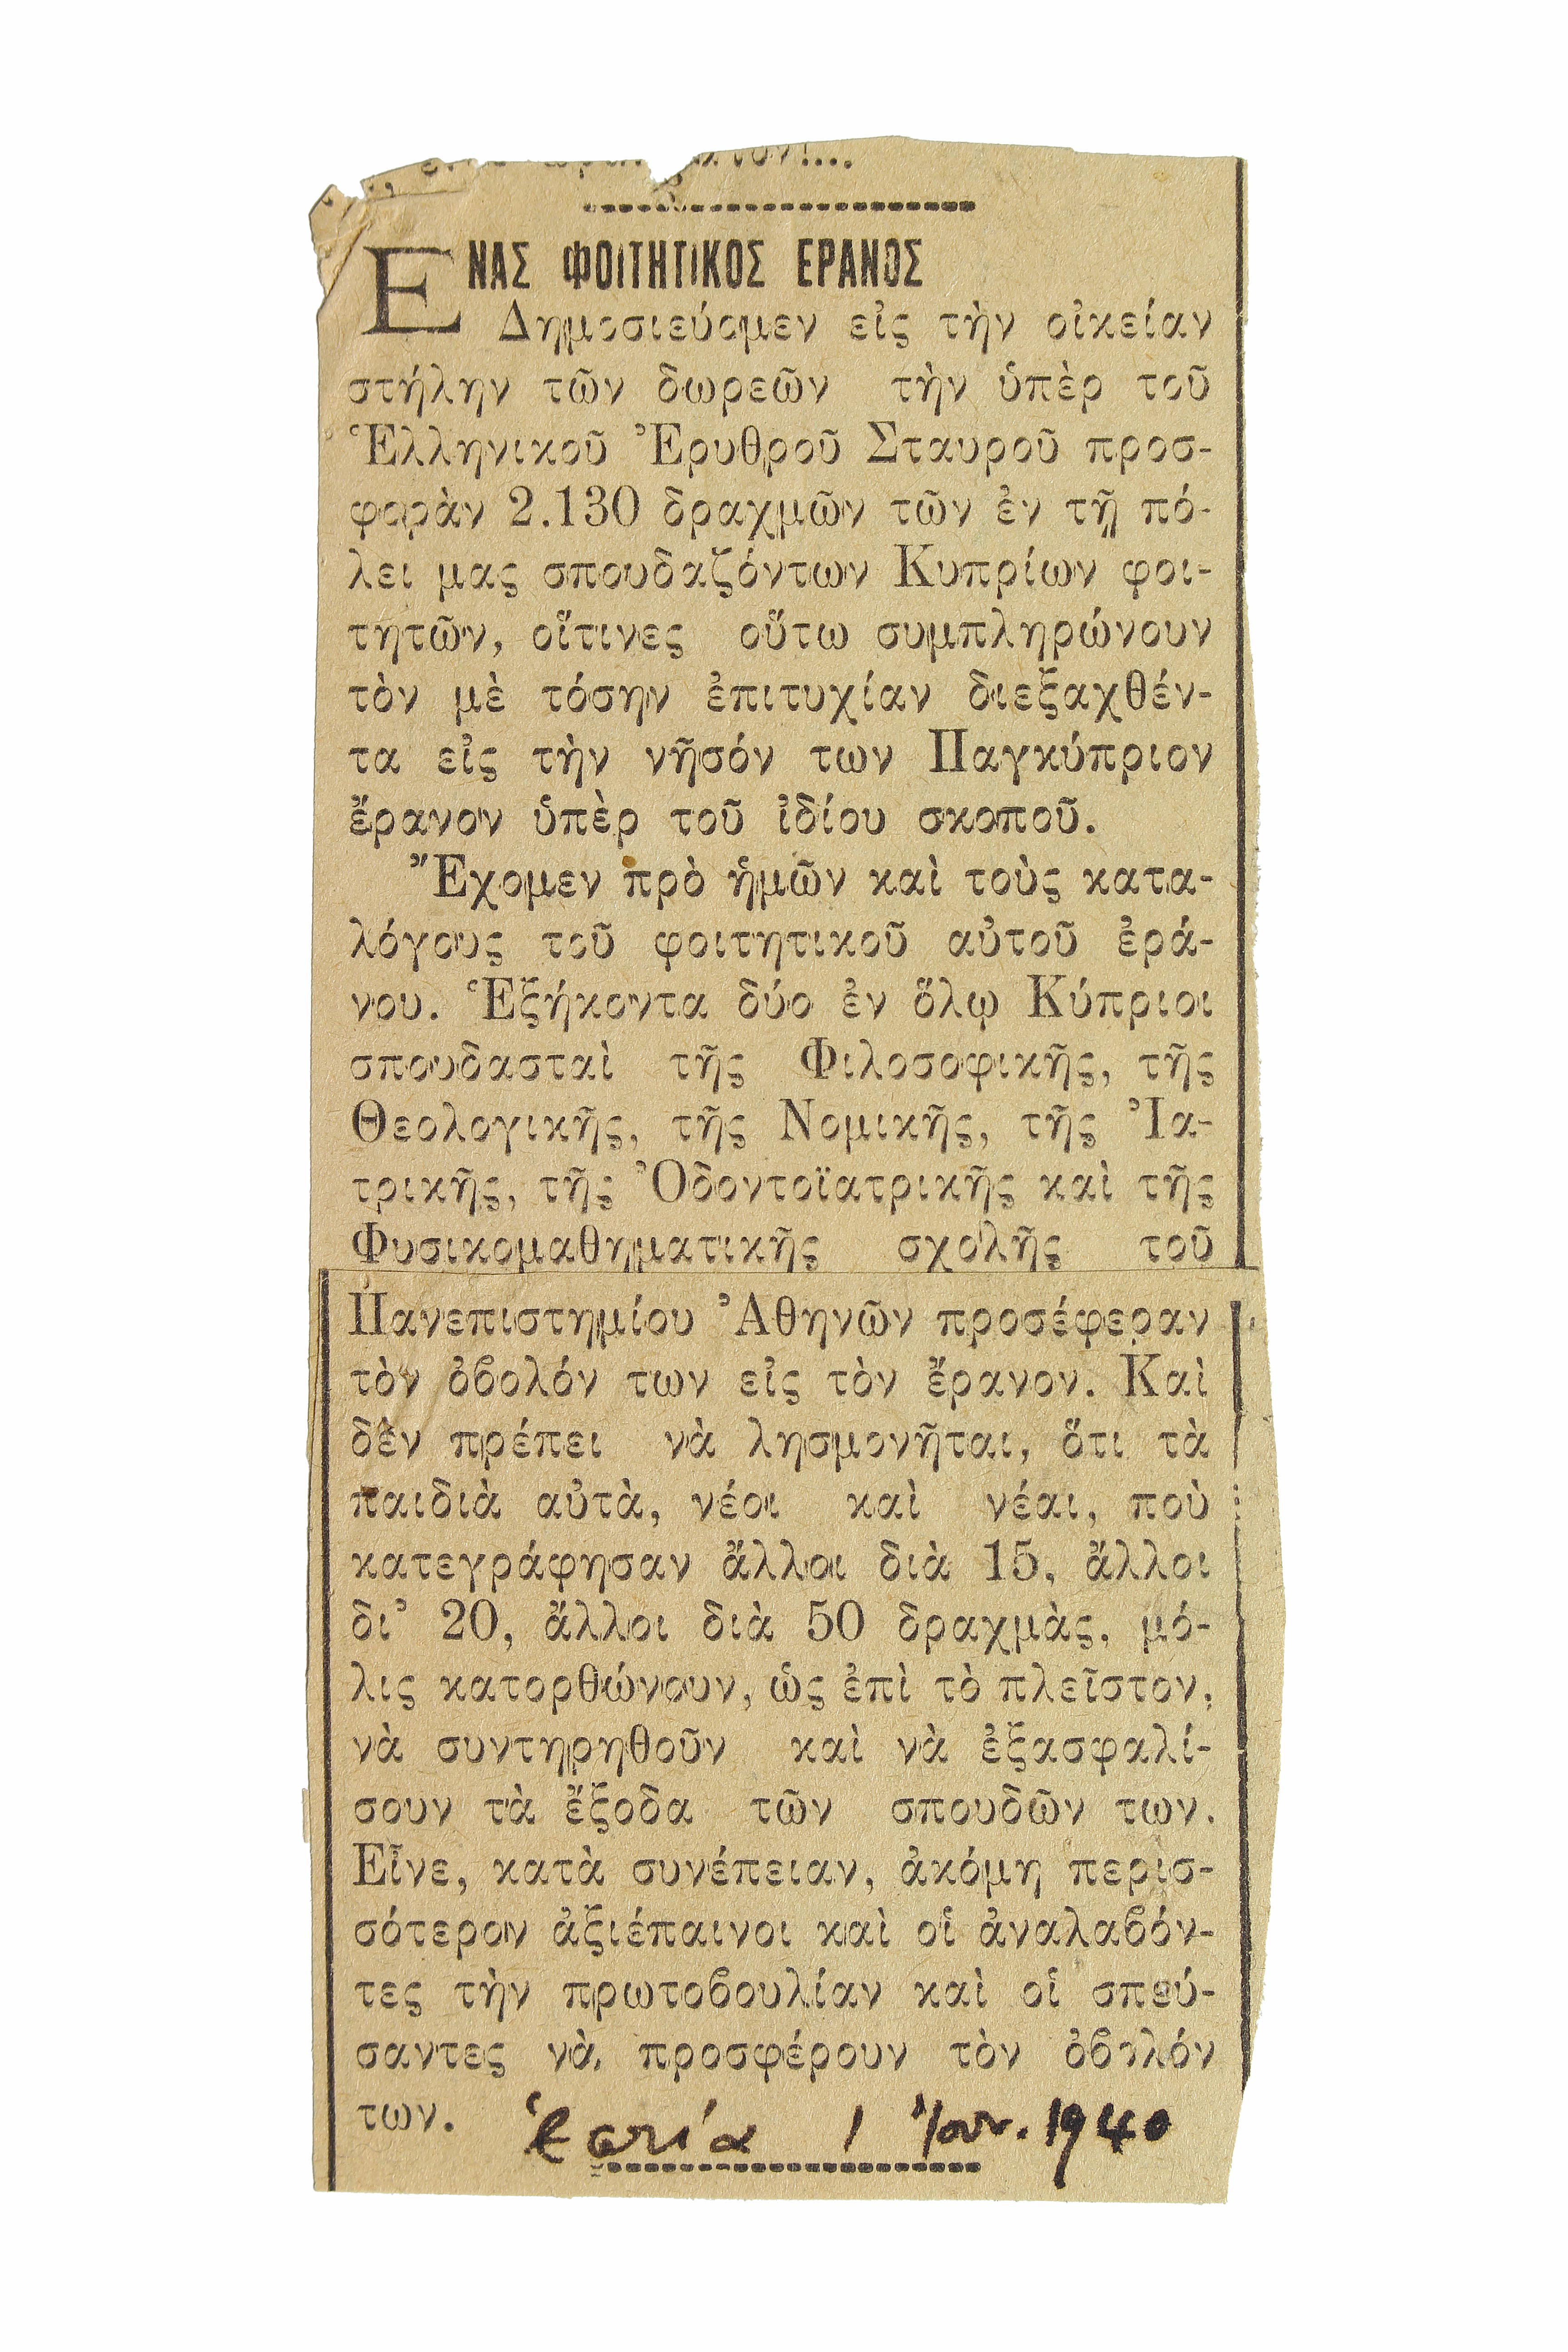 ΕΝΑΣ ΦΟΙΤΗΤΙΚΟΣ ΕΡΑΝΟΣ
Δημοσιεύομεν εἰς τὴν οἰκείαν
στήλην τῶν δωρεῶν τὴν ὑπὲρ τοῦ
Ἑλληνικοῦ Ἐρυθροῦ Σταυροῦ προσ-
φορὰν 2.130 δραχμῶν τῶν ἐν τῇ πό-
λει μας σπουδαζόντων Κυπρίων φοι-
τητῶν, οἵτινες οὕτω συμπληρώνουν
τὸν μὲ τόσην ἐπιτυχίαν διεξαχθέν-
τα εἰς τὴν νῆσόν των Παγκύπριον
ἔρανον ὑπὲρ τοῦ ἰδίου σκοποῦ.
Ἔχομεν πρὸ ἡμῶν καὶ τοὺς κατα-
λόγους τοῦ φοιτητικοῦ αὐτοῦ ἐρά-
νου. Ἑξήκοντα δύο ἐν ὅλῳ Κύπριοι
σπουδασταὶ τῆς Φιλοσοφικῆς, τῆς
Θεολογικῆς, τῆς Νομικῆς, τῆς Ἰα-
τρικῆς, τῆς Ὀδοντοϊατρικῆς καὶ τῆς
Φυσικομαθηματικῆς σχολῆς τοῦ
Πανεπιστημίου Ἀθηνῶν προσέφεραν
τὸν ὀβολόν των εἰς τὸν ἔρανον. Καὶ
δὲν πρέπει νὰ λησμονῆται, ὅτι τὰ
παιδιὰ αὐτὰ, νέοι καὶ νέαι, ποὺ
κατεγράφησαν ἄλλοι διὰ 15, ἄλλοι
δι' 20, ἄλλοι διὰ 50 δραχμὰς, μό-
λις κατορθώνουν, ὡς ἐπὶ τὸ πλεῖστον,
νὰ συντηρηθοῦν καὶ νὰ ἐξασφαλί-
σουν τὰ ἔξοδα τῶν σπουδῶν των.
Εἶνε, κατὰ συνέπειαν, ἀκόμη περισ-
σότερον ἀξιέπαινοι καὶ οἱ ἀναλαβόν-
τες τὴν πρωτοβουλίαν καὶ οἱ σπεύ-
σαντες νὰ προσφέρουν τὸν ὀβολόν
των.
Ἑστία 1 1940